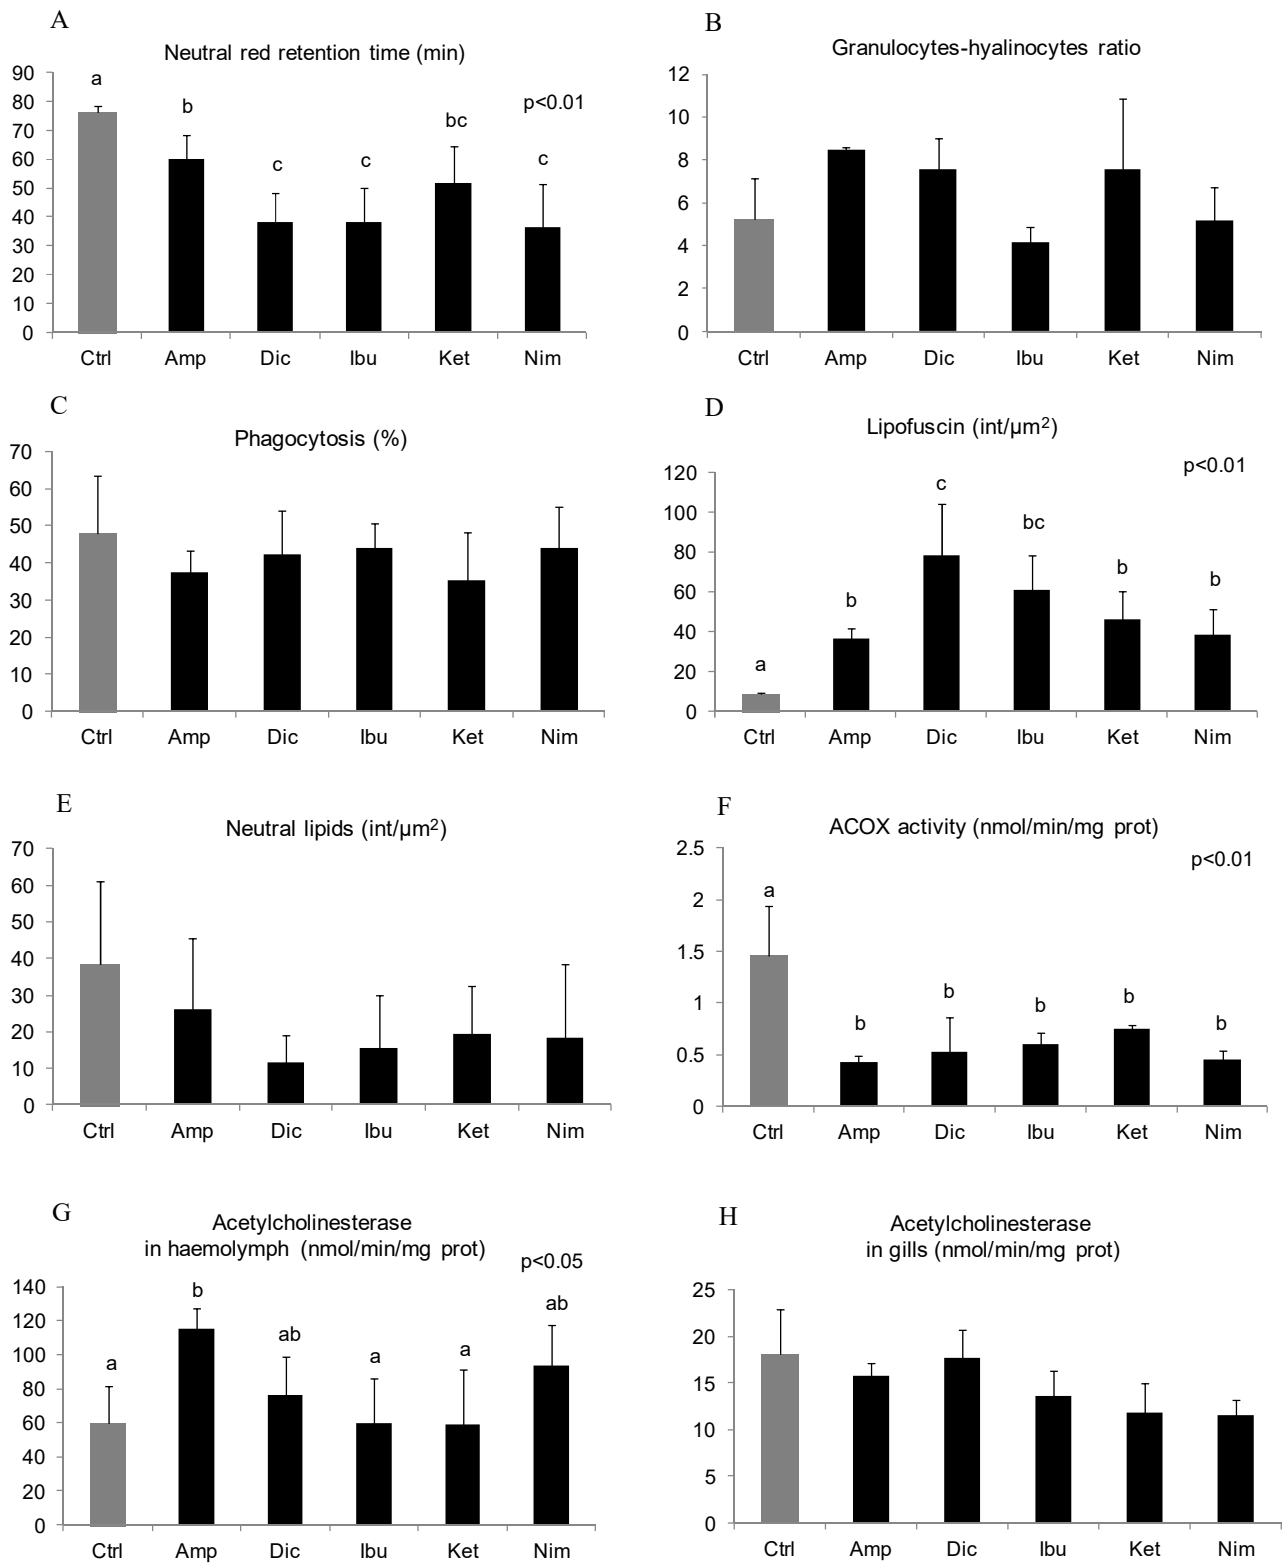 A
Neutral red retention time (min)
90
80
70
60
50
40
30
20
10
0
a
b
c
c
bc
c
p<0.01
Ctrl Amp Dic Ibu Ket Nim
B
Granulocytes-hyalinocytes ratio
12
10
8
6
4
2
0
Ctrl Amp Dic Ibu Ket Nim
C
Phagocytosis (%)
70
60
50
40
30
20
10
0
Ctrl Amp Dic Ibu Ket Nim
D
Lipofuscin (int/µm²)
p<0.01
120
100
80
60
40
20
0
a
b
c
bc
b
b
Ctrl Amp Dic Ibu Ket Nim
E
Neutral lipids (int/µm²)
70
60
50
40
30
20
10
0
Ctrl Amp Dic Ibu Ket Nim
F
ACOX activity (nmol/min/mg prot)
p<0.01
2.5
2
1.5
1
0.5
0
a
b
b
b
b
b
Ctrl Amp Dic Ibu Ket Nim
G
Acetylcholinesterase
in haemolymph (nmol/min/mg prot)
p<0.05
140
120
100
80
60
40
20
0
a
b
ab
a
a
ab
Ctrl Amp Dic Ibu Ket Nim
H
Acetylcholinesterase
in gills (nmol/min/mg prot)
25
20
15
10
5
0
Ctrl Amp Dic Ibu Ket Nim